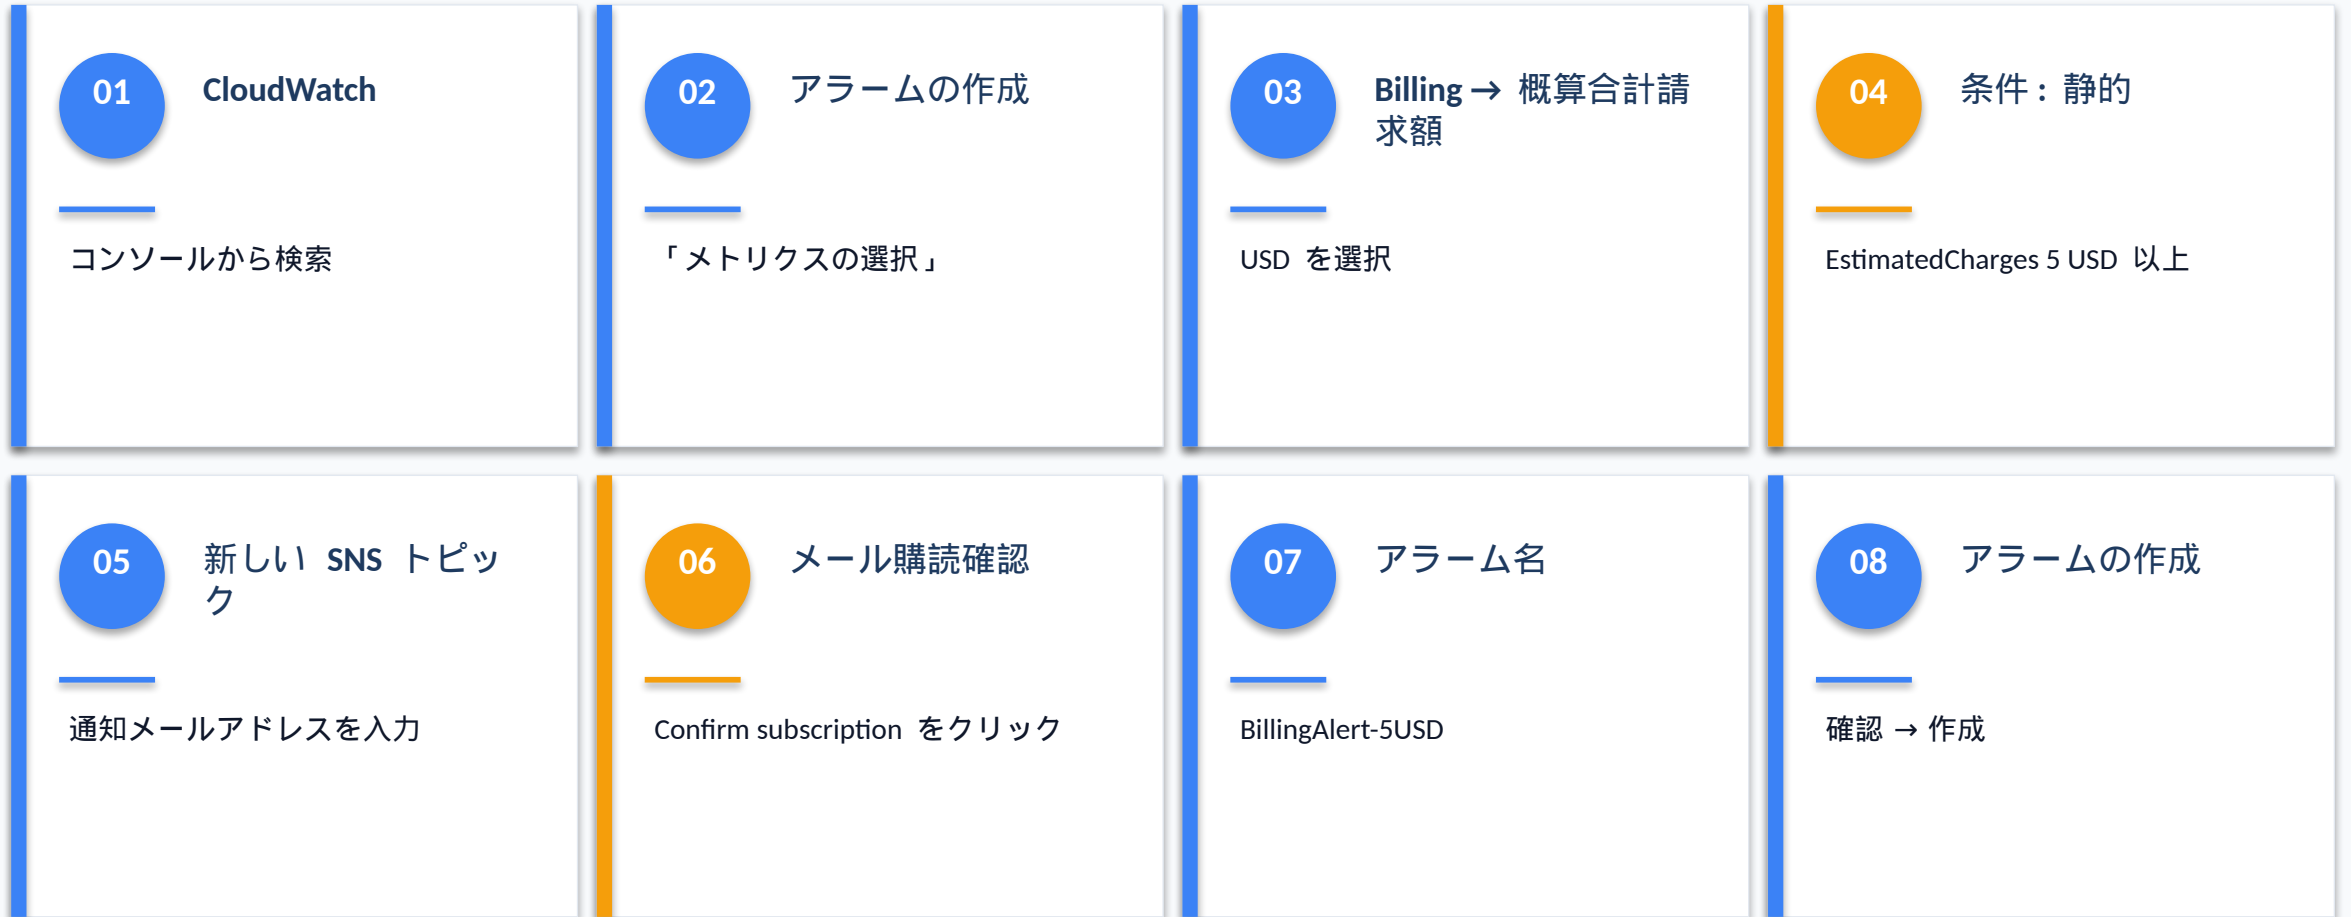 01
CloudWatch
コンソールから検索
02
アラームの作成
「メトリクスの選択」
03
Billing → 概算合計請
求額
USD を選択
04
条件: 静的
EstimatedCharges 5 USD 以上
05
新しい SNS トピッ
ク
通知メールアドレスを入力
06
メール購読確認
Confirm subscription をクリック
07
アラーム名
BillingAlert-5USD
08
アラームの作成
確認 → 作成